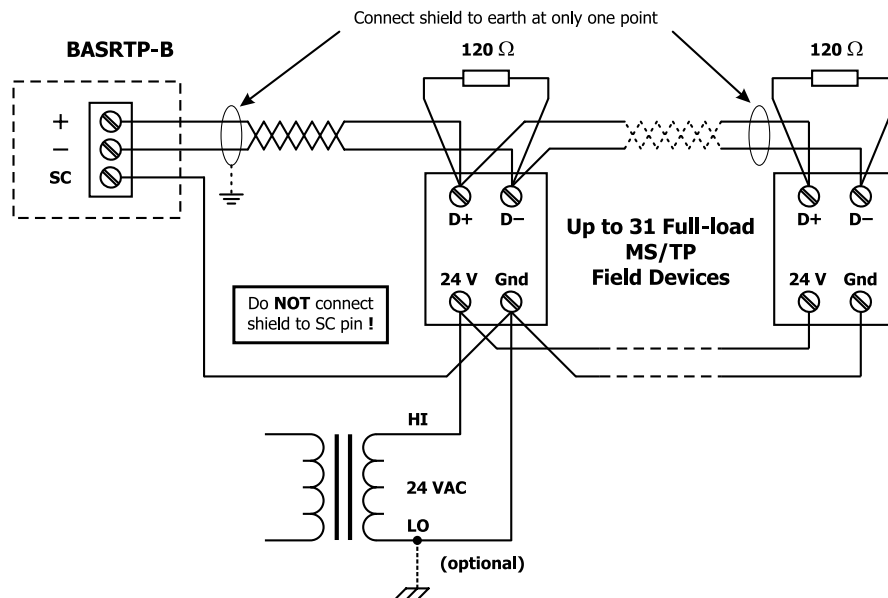 Connect shield to earth at only one point
BASRTP-B
120 Ω
120 Ω
+
−
SC
D+
D−
D+
D−
Up to 31 Full-load
MS/TP
Field Devices
24 V
Gnd
24 V
Gnd
Do NOT connect
shield to SC pin !
HI
24 VAC
LO
(optional)